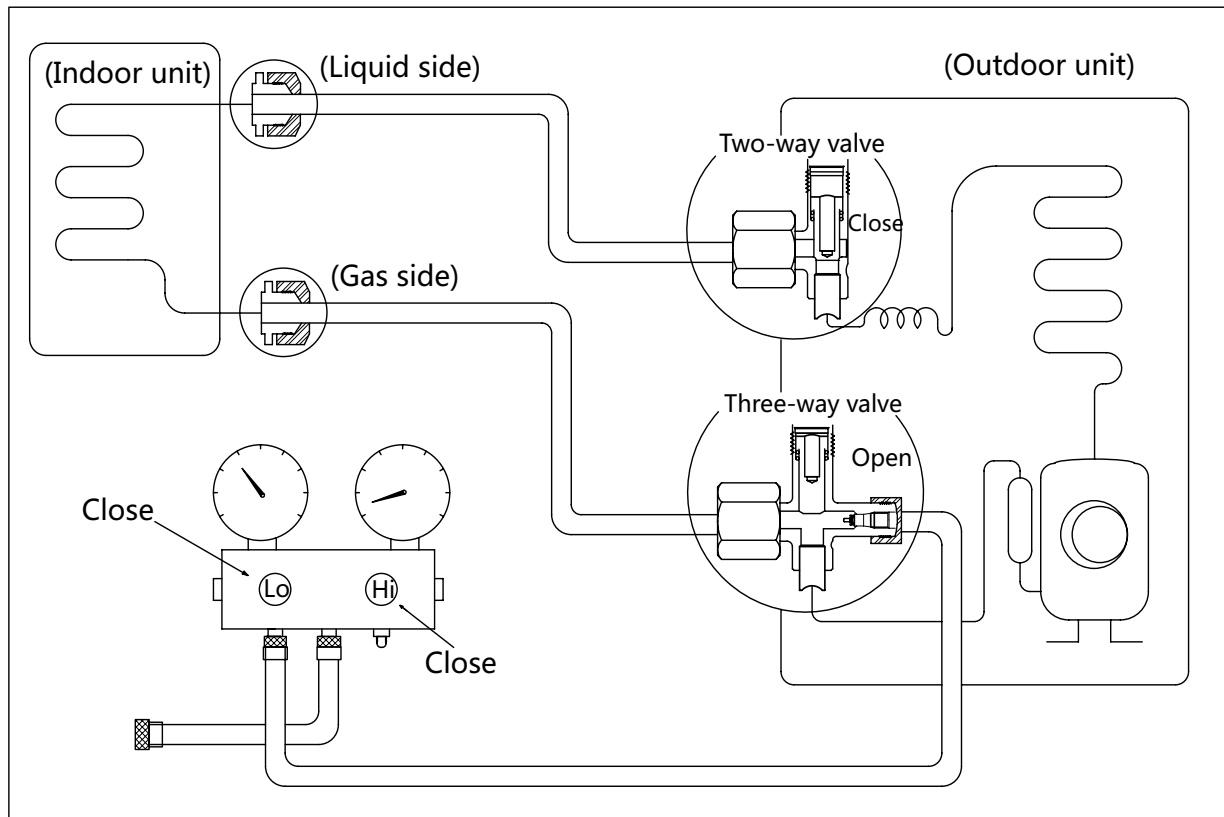 (Indoor unit)
(Liquid side)
(Outdoor unit)
Two-way valve
Close
(Gas side)
Three-way valve
Open
Close
Lo
Hi
Close